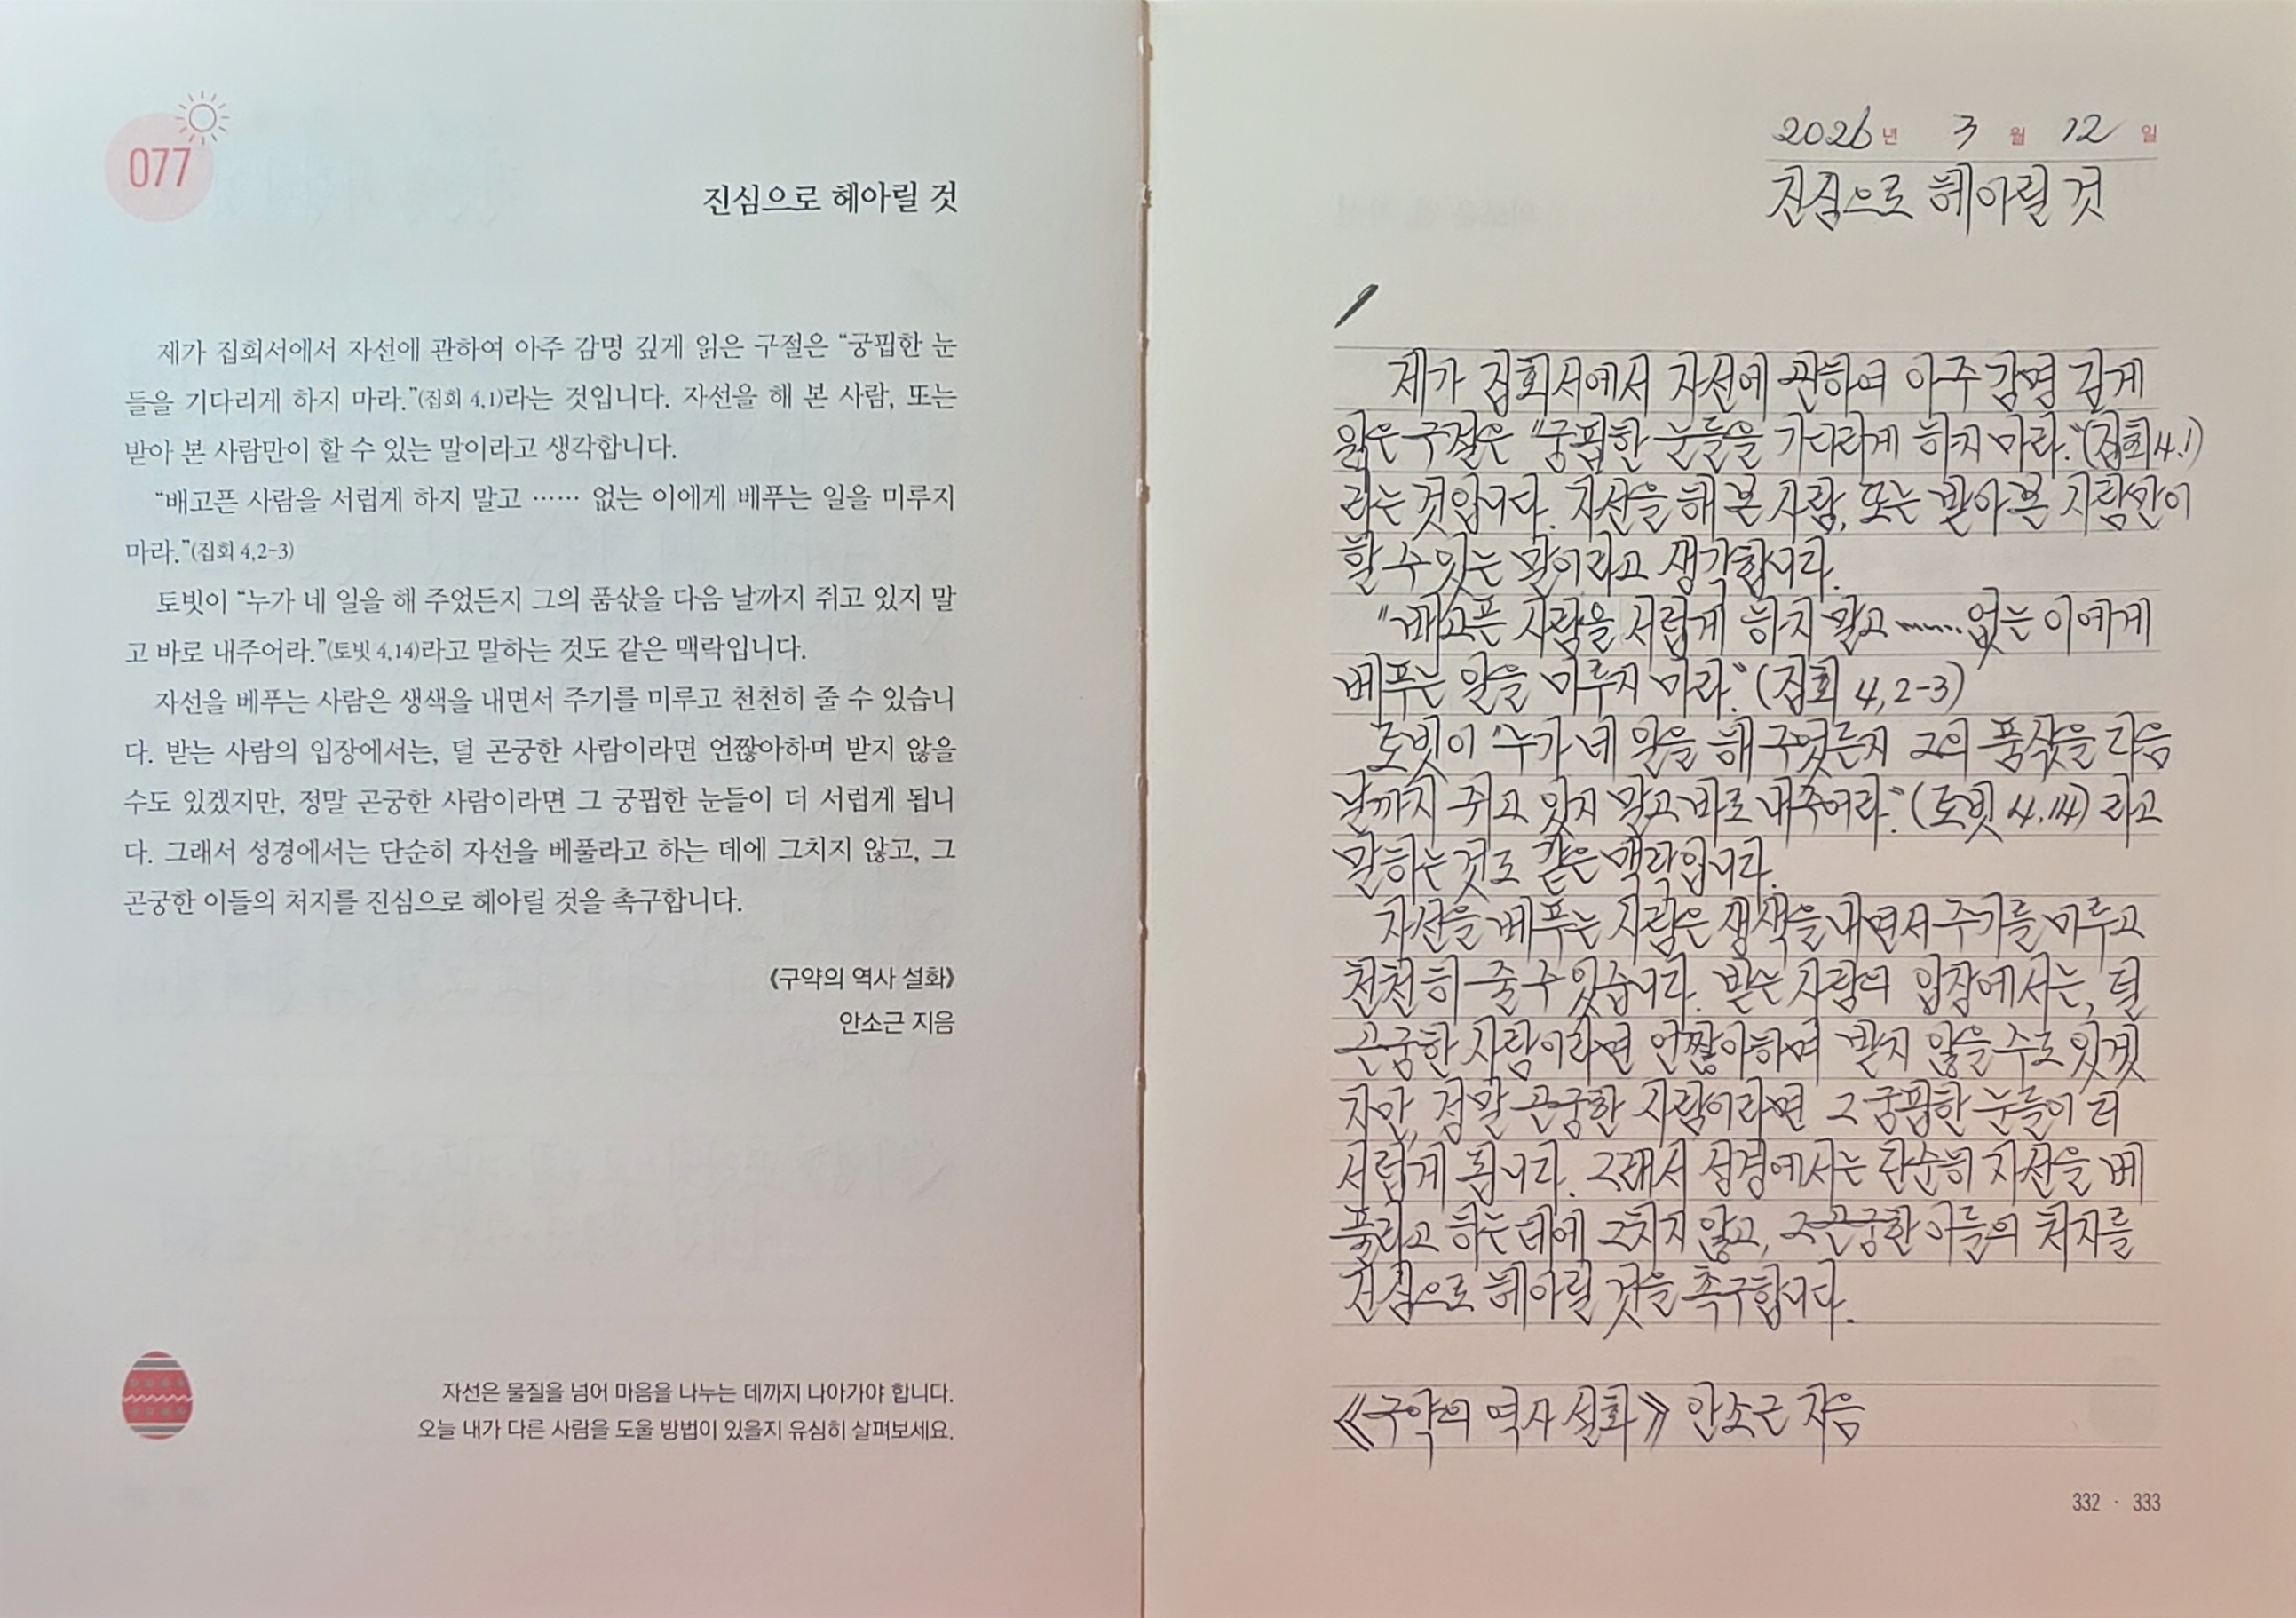 077
진심으로 헤아릴 것
제가 집회서에서 자선에 관하여 아주 감명 깊게 읽은 구절은 “궁핍한 눈
들을 기다리게 하지 마라.”(집회 4,1)라는 것입니다. 자선을 해 본 사람, 또는
받아 본 사람만이 할 수 있는 말이라고 생각합니다.
“배고픈 사람을 서럽게 하지 말고 …… 없는 이에게 베푸는 일을 미루지
마라.”(집회 4,2-3)
토빗이 “누가 네 일을 해 주었든지 그의 품삯을 다음 날까지 쥐고 있지 말
고 바로 내주어라.”(토빗 4,14)라고 말하는 것도 같은 맥락입니다.
자선을 베푸는 사람은 생색을 내면서 주기를 미루고 천천히 줄 수 있습니
다. 받는 사람의 입장에서는, 덜 곤궁한 사람이라면 언짢아하며 받지 않을
수도 있겠지만, 정말 곤궁한 사람이라면 그 궁핍한 눈들이 더 서럽게 됩니
다. 그래서 성경에서는 단순히 자선을 베풀라고 하는 데에 그치지 않고, 그
곤궁한 이들의 처지를 진심으로 헤아릴 것을 촉구합니다.
《구약의 역사 설화》
안소근 지음
자선은 물질을 넘어 마음을 나누는 데까지 나아가야 합니다.
오늘 내가 다른 사람을 도울 방법이 있을지 유심히 살펴보세요.
2026년 3월 12일
진심으로 헤아릴 것
제가 집회서에서 자선에 관하여 아주 감명 깊게
읽은 구절은 “궁핍한 눈들을 기다리게 하지 마라.”(집회 4.1)
라는 것입니다. 자선을 해 본 사람, 또는 받아 본 사람만이
할 수 있는 말이라고 생각합니다.
“배고픈 사람을 서럽게 하지 말고 …… 없는 이에게
베푸는 일을 미루지 마라.”(집회 4,2-3)
토빗이 “누가 네 일을 해 주었든지 그의 품삯을 다음
날까지 쥐고 있지 말고 바로 내주어라.”(토빗 4.14)라고
말하는 것도 같은 맥락입니다.
자선을 베푸는 사람은 생색을 내면서 주기를 미루고
천천히 줄 수 있습니다. 받는 사람의 입장에서는, 덜
곤궁한 사람이라면 언짢아하며 받지 않을 수도 있겠
지만, 정말 곤궁한 사람이라면 그 궁핍한 눈들이 더
서럽게 됩니다. 그래서 성경에서는 단순히 자선을 베
풀라고 하는 데에 그치지 않고, 그 곤궁한 이들의 처지를
진심으로 헤아릴 것을 촉구합니다.
《구약의 역사 설화》 안소근 지음
332 · 333